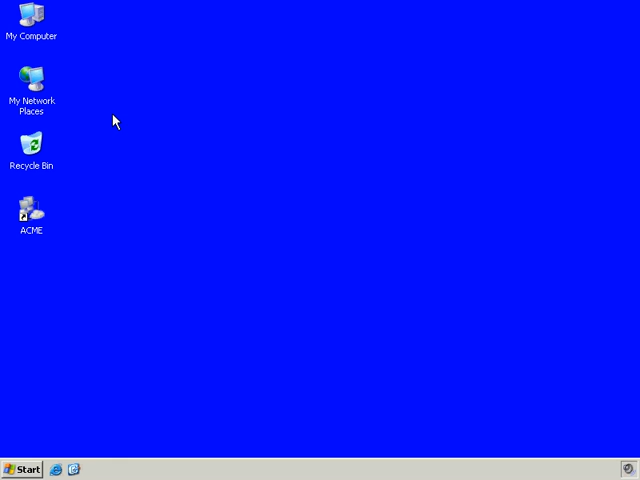 My Computer
My Network
Places
Recycle Bin
ACME
Start